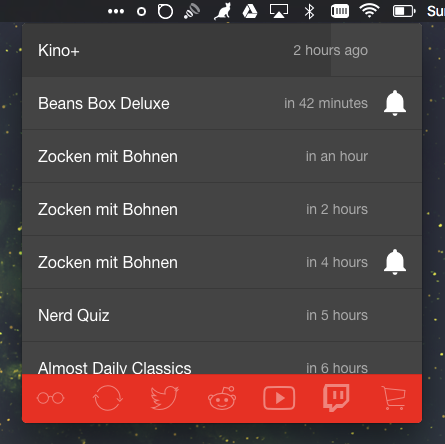 Su
Kino+ 2 hours ago
Beans Box Deluxe in 42 minutes
Zocken mit Bohnen in an hour
Zocken mit Bohnen in 2 hours
Zocken mit Bohnen in 4 hours
Nerd Quiz in 5 hours
Almost Daily Classics in 6 hours